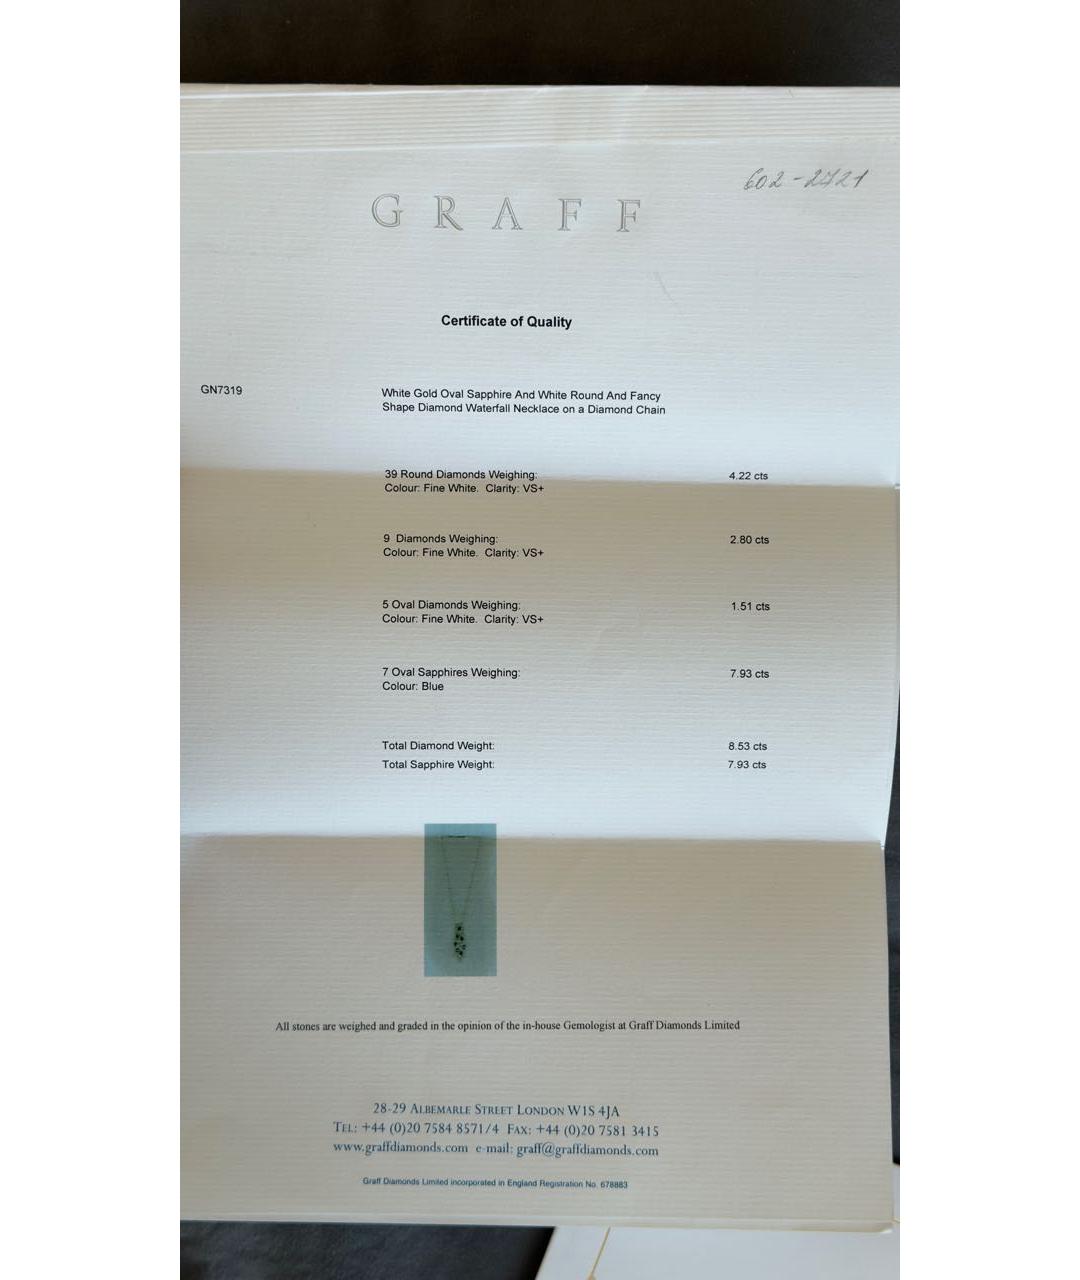 602-2421
G R A F F
Certificate of Quality
GN7319
White Gold Oval Sapphire And White Round And Fancy
Shape Diamond Waterfall Necklace on a Diamond Chain
39 Round Diamonds Weighing: 4.22 cts
Colour: Fine White. Clarity: VS+
9 Diamonds Weighing: 2.80 cts
Colour: Fine White. Clarity: VS+
5 Oval Diamonds Weighing: 1.51 cts
Colour: Fine White. Clarity: VS+
7 Oval Sapphires Weighing: 7.93 cts
Colour: Blue
Total Diamond Weight: 8.53 cts
Total Sapphire Weight: 7.93 cts
All stones are weighed and graded in the opinion of the in-house Gemologist at Graff Diamonds Limited
28-29 Albemarle Street London W1S 4JA
Tel: +44 (0)20 7584 8571/4 Fax: +44 (0)20 7581 3415
www.graffdiamonds.com e-mail: graff@graffdiamonds.com
Graff Diamonds Limited incorporated in England Registration No. 678883